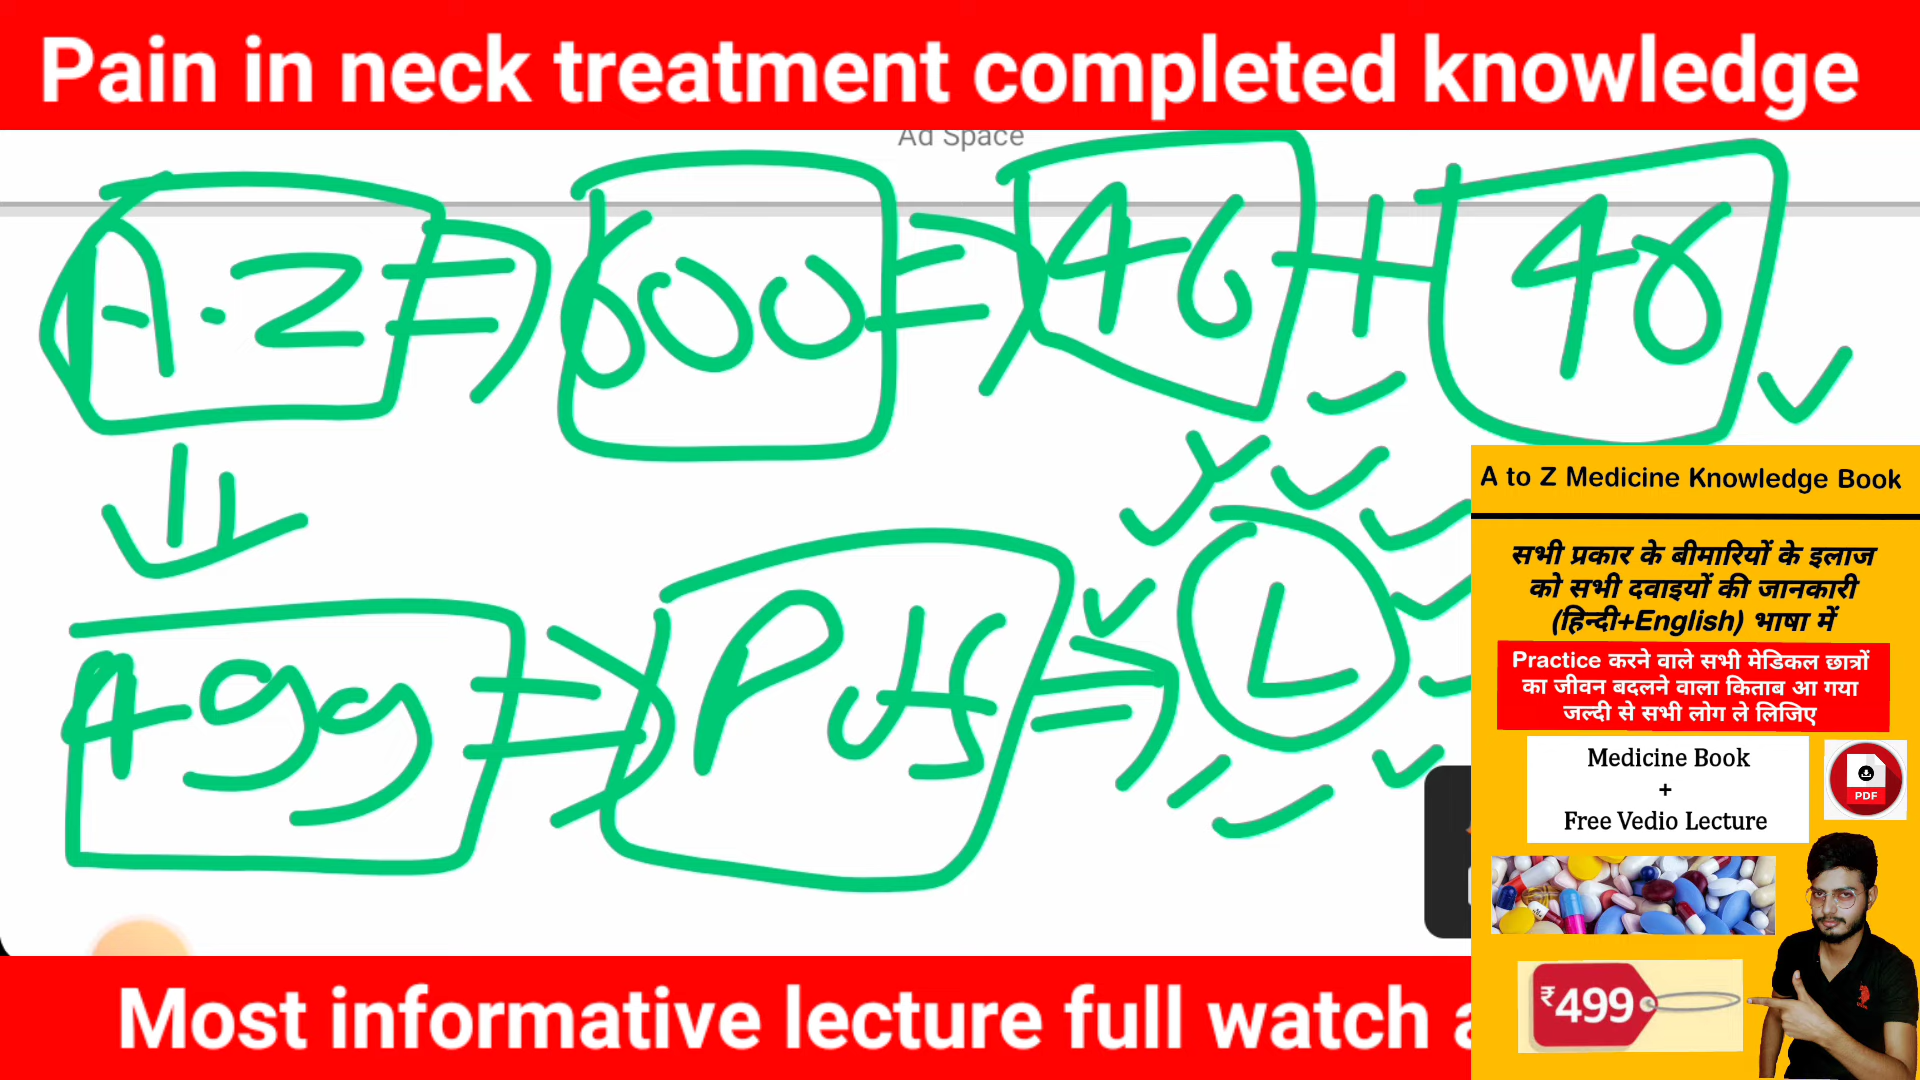 Pain in neck treatment completed knowledge
Ad Space
A.Z => 600 => 46 + 46
499 => Pdf => L
A to Z Medicine Knowledge Book
सभी प्रकार के बीमारियों के इलाज
को सभी दवाइयों की जानकारी
(हिन्दी+English) भाषा में
Practice करने वाले सभी मेडिकल छात्रों
का जीवन बदलने वाला किताब आ गया
जल्दी से सभी लोग ले लिजिए
Medicine Book
+
Free Vedio Lecture
PDF
₹499
Most informative lecture full watch